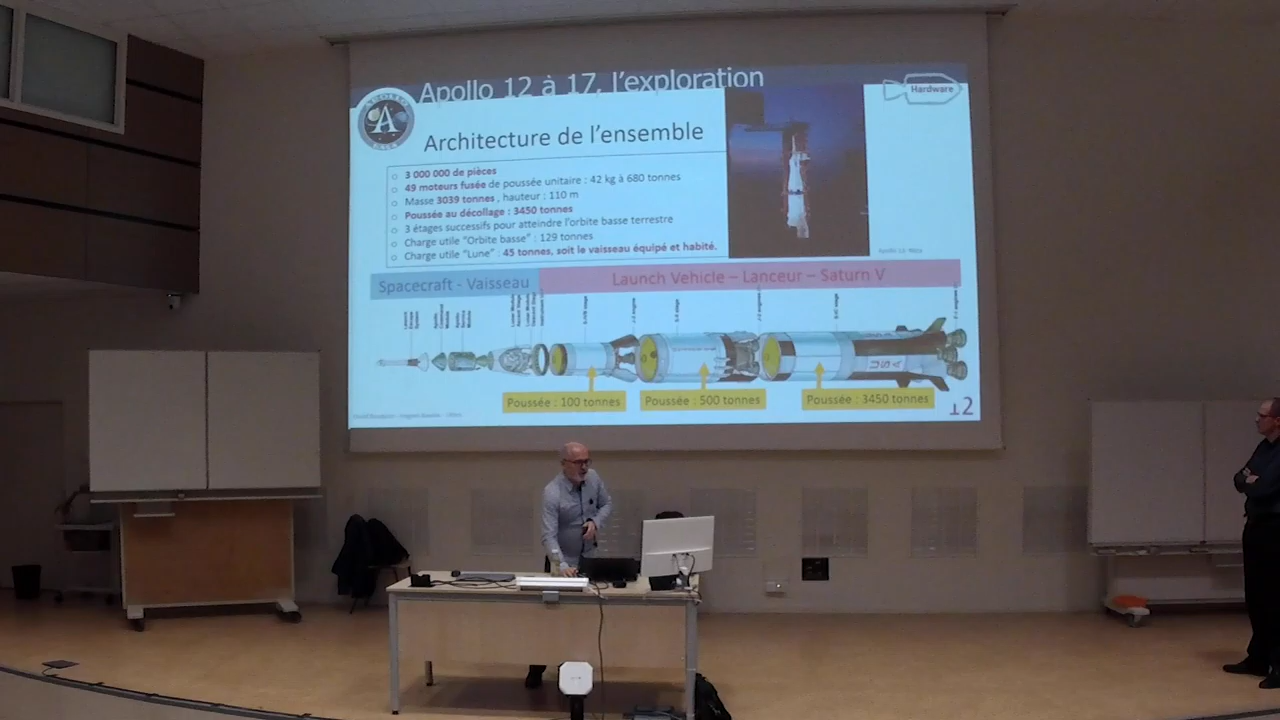 Apollo 12 à 17, l'exploration
Hardware
A
Architecture de l'ensemble
3 000 000 de pièces
49 moteurs fusée de poussée unitaire : 42 kg à 680 tonnes
Masse 3039 tonnes , hauteur : 110 m
Poussée au décollage : 3450 tonnes
3 étages successifs pour atteindre l'orbite basse terrestre
Charge utile "Orbite basse" : 129 tonnes
Charge utile "Lune" : 45 tonnes, soit le vaisseau équipé et habité.
Spacecraft - Vaisseau
Launch Vehicle – Lanceur – Saturn V
USA
Poussée : 100 tonnes
Poussée : 500 tonnes
Poussée : 3450 tonnes
12